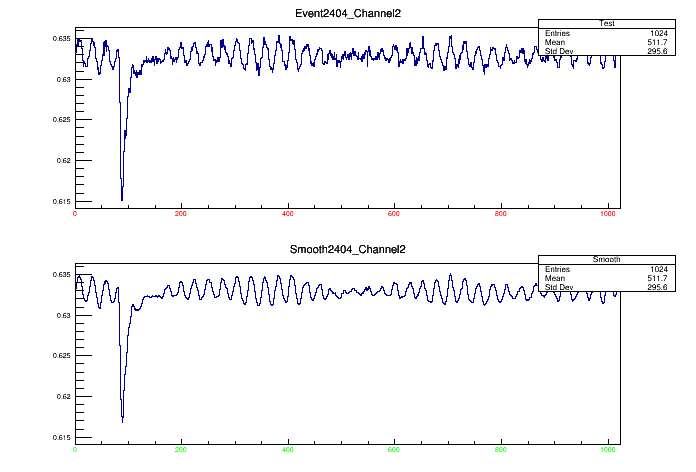 Event2404_Channel2
Test
Entries 1024
Mean 511.7
Std Dev 295.6
0.635
0.63
0.625
0.62
0.615
0 200 400 600 800 1000
Smooth2404_Channel2
Smooth
Entries 1024
Mean 511.7
Std Dev 295.6
0.635
0.63
0.625
0.62
0.615
0 200 400 600 800 1000